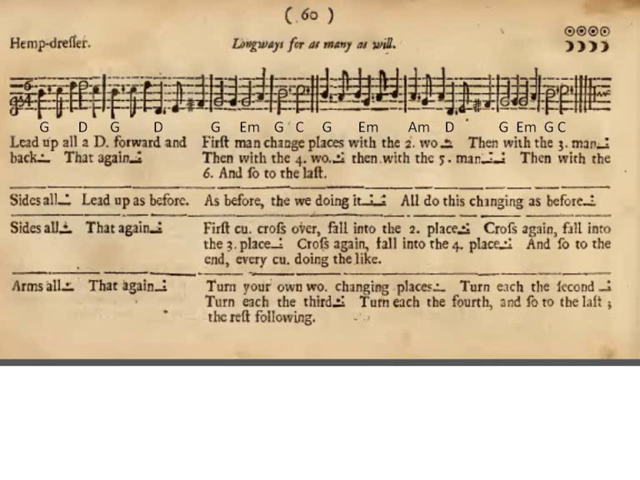 ( 60 )
Hemp-dreſſer. Longways for as many as will.
G D G D G Em G C G Em Am D G Em G C
Lead up all a D. forward and First man change places with the 2. wo Then with the 3. man
back That again Then with the 4. wo. then with the 5. man Then with the
6. And ſo to the laſt.
Sides all Lead up as before. As before, the we doing it All do this changing as before
Sides all That again Firſt cu. croſs over, fall into the 2. place Croſs again, fall into
the 3. place Croſs again, fall into the 4. place And ſo to the
end, every cu. doing the like.
Arms all That again Turn your own wo. changing places Turn each the ſecond
Turn each the third Turn each the fourth, and ſo to the laſt ;
the reſt following.